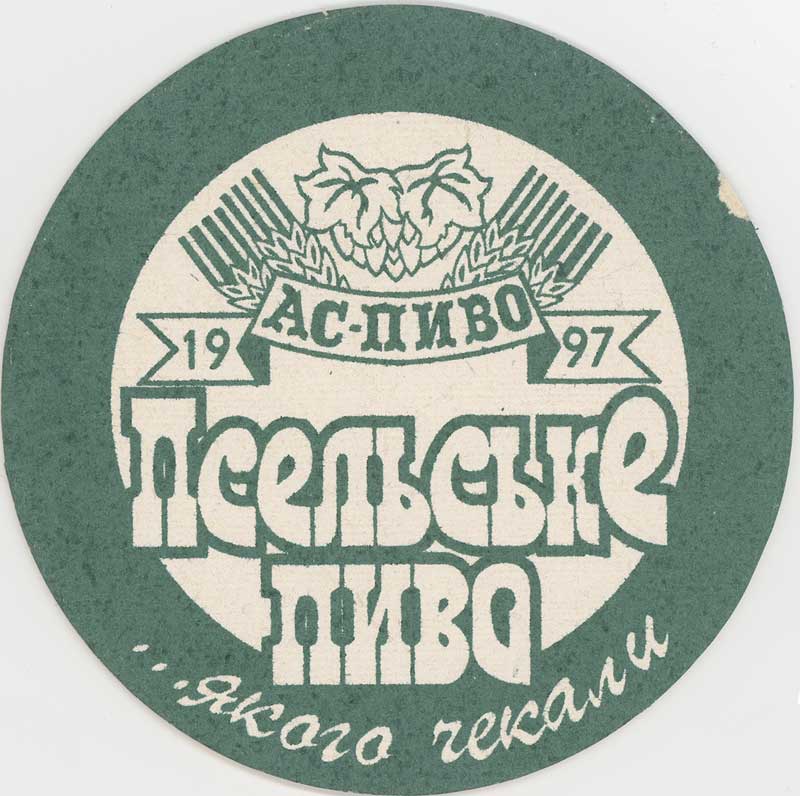 АС-ПИВО
19 97
Псельське
пиво
...якого чекали